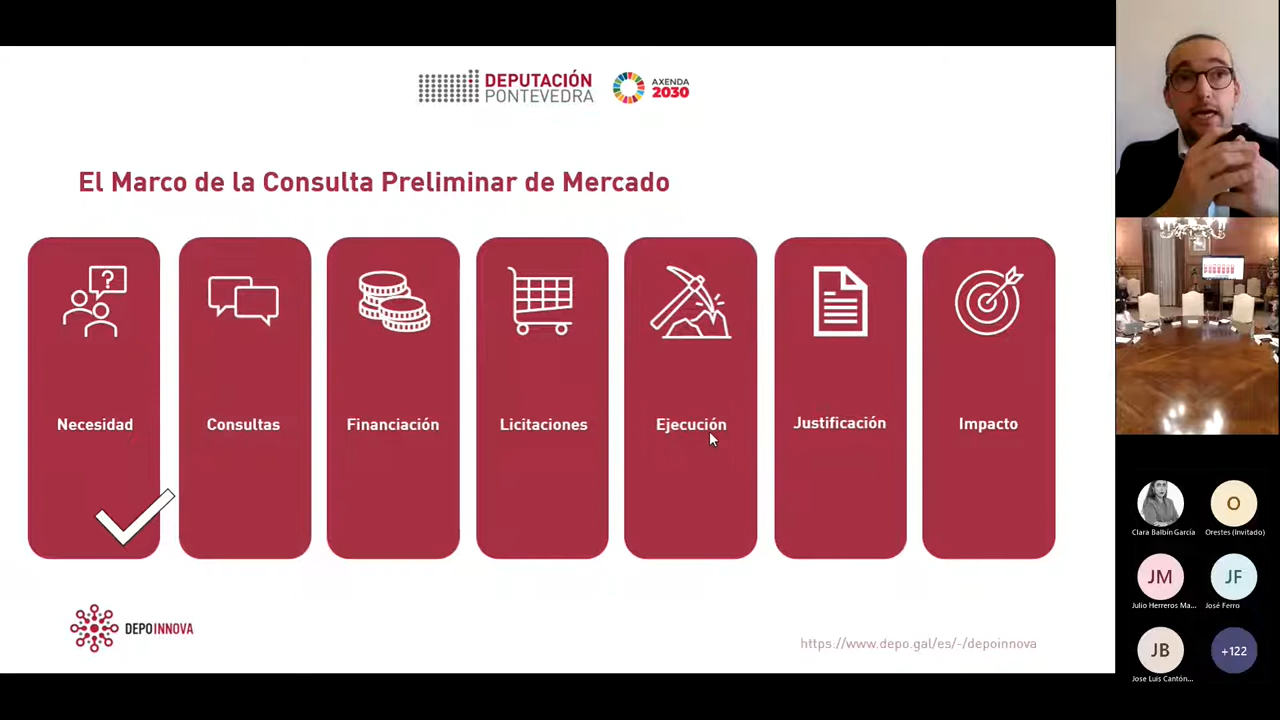 DEPUTACIÓN
PONTEVEDRA
AXENDA
2030
El Marco de la Consulta Preliminar de Mercado
?
Necesidad
Consultas
Financiación
Licitaciones
Ejecución
Justificación
Impacto
DEPOINNOVA
https://www.depo.gal/es/-/depoinnova
Clara Balbín García
O
Orestes (Invitado)
JM
Julio Herreros Ma...
JF
José Ferro
JB
Jose Luis Cantón...
+122